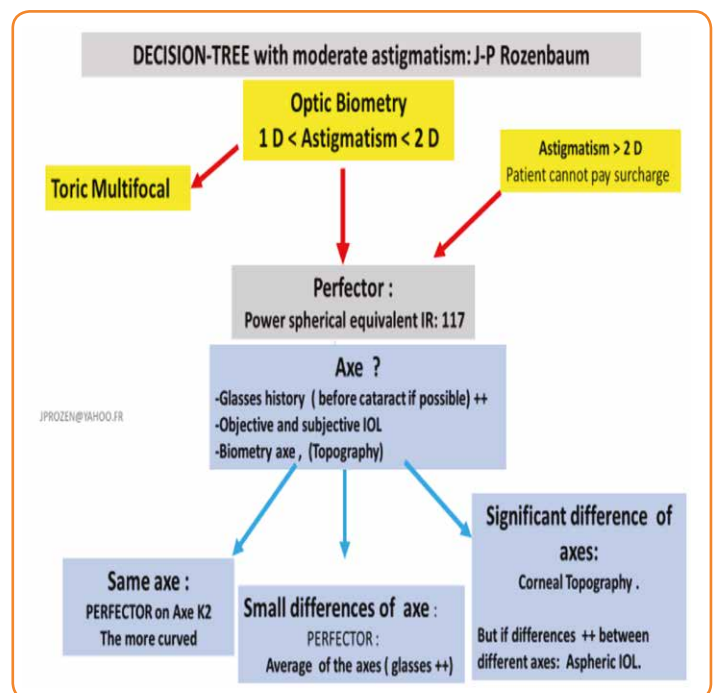 DECISION-TREE with moderate astigmatism: J-P Rozenbaum
Optic Biometry
1 D < Astigmatism < 2 D
Astigmatism > 2 D
Patient cannot pay surcharge
Toric Multifocal
Perfector :
Power spherical equivalent IR: 117
Axe ?
-Glasses history ( before cataract if possible) ++
-Objective and subjective IOL
-Biometry axe , (Topography)
JPROZEN@YAHOO.FR
Same axe :
PERFECTOR on Axe K2
The more curved
Small differences of axe :
PERFECTOR :
Average of the axes ( glasses ++)
Significant difference of
axes:
Corneal Topography .
But if differences ++ between
different axes: Aspheric IOL.